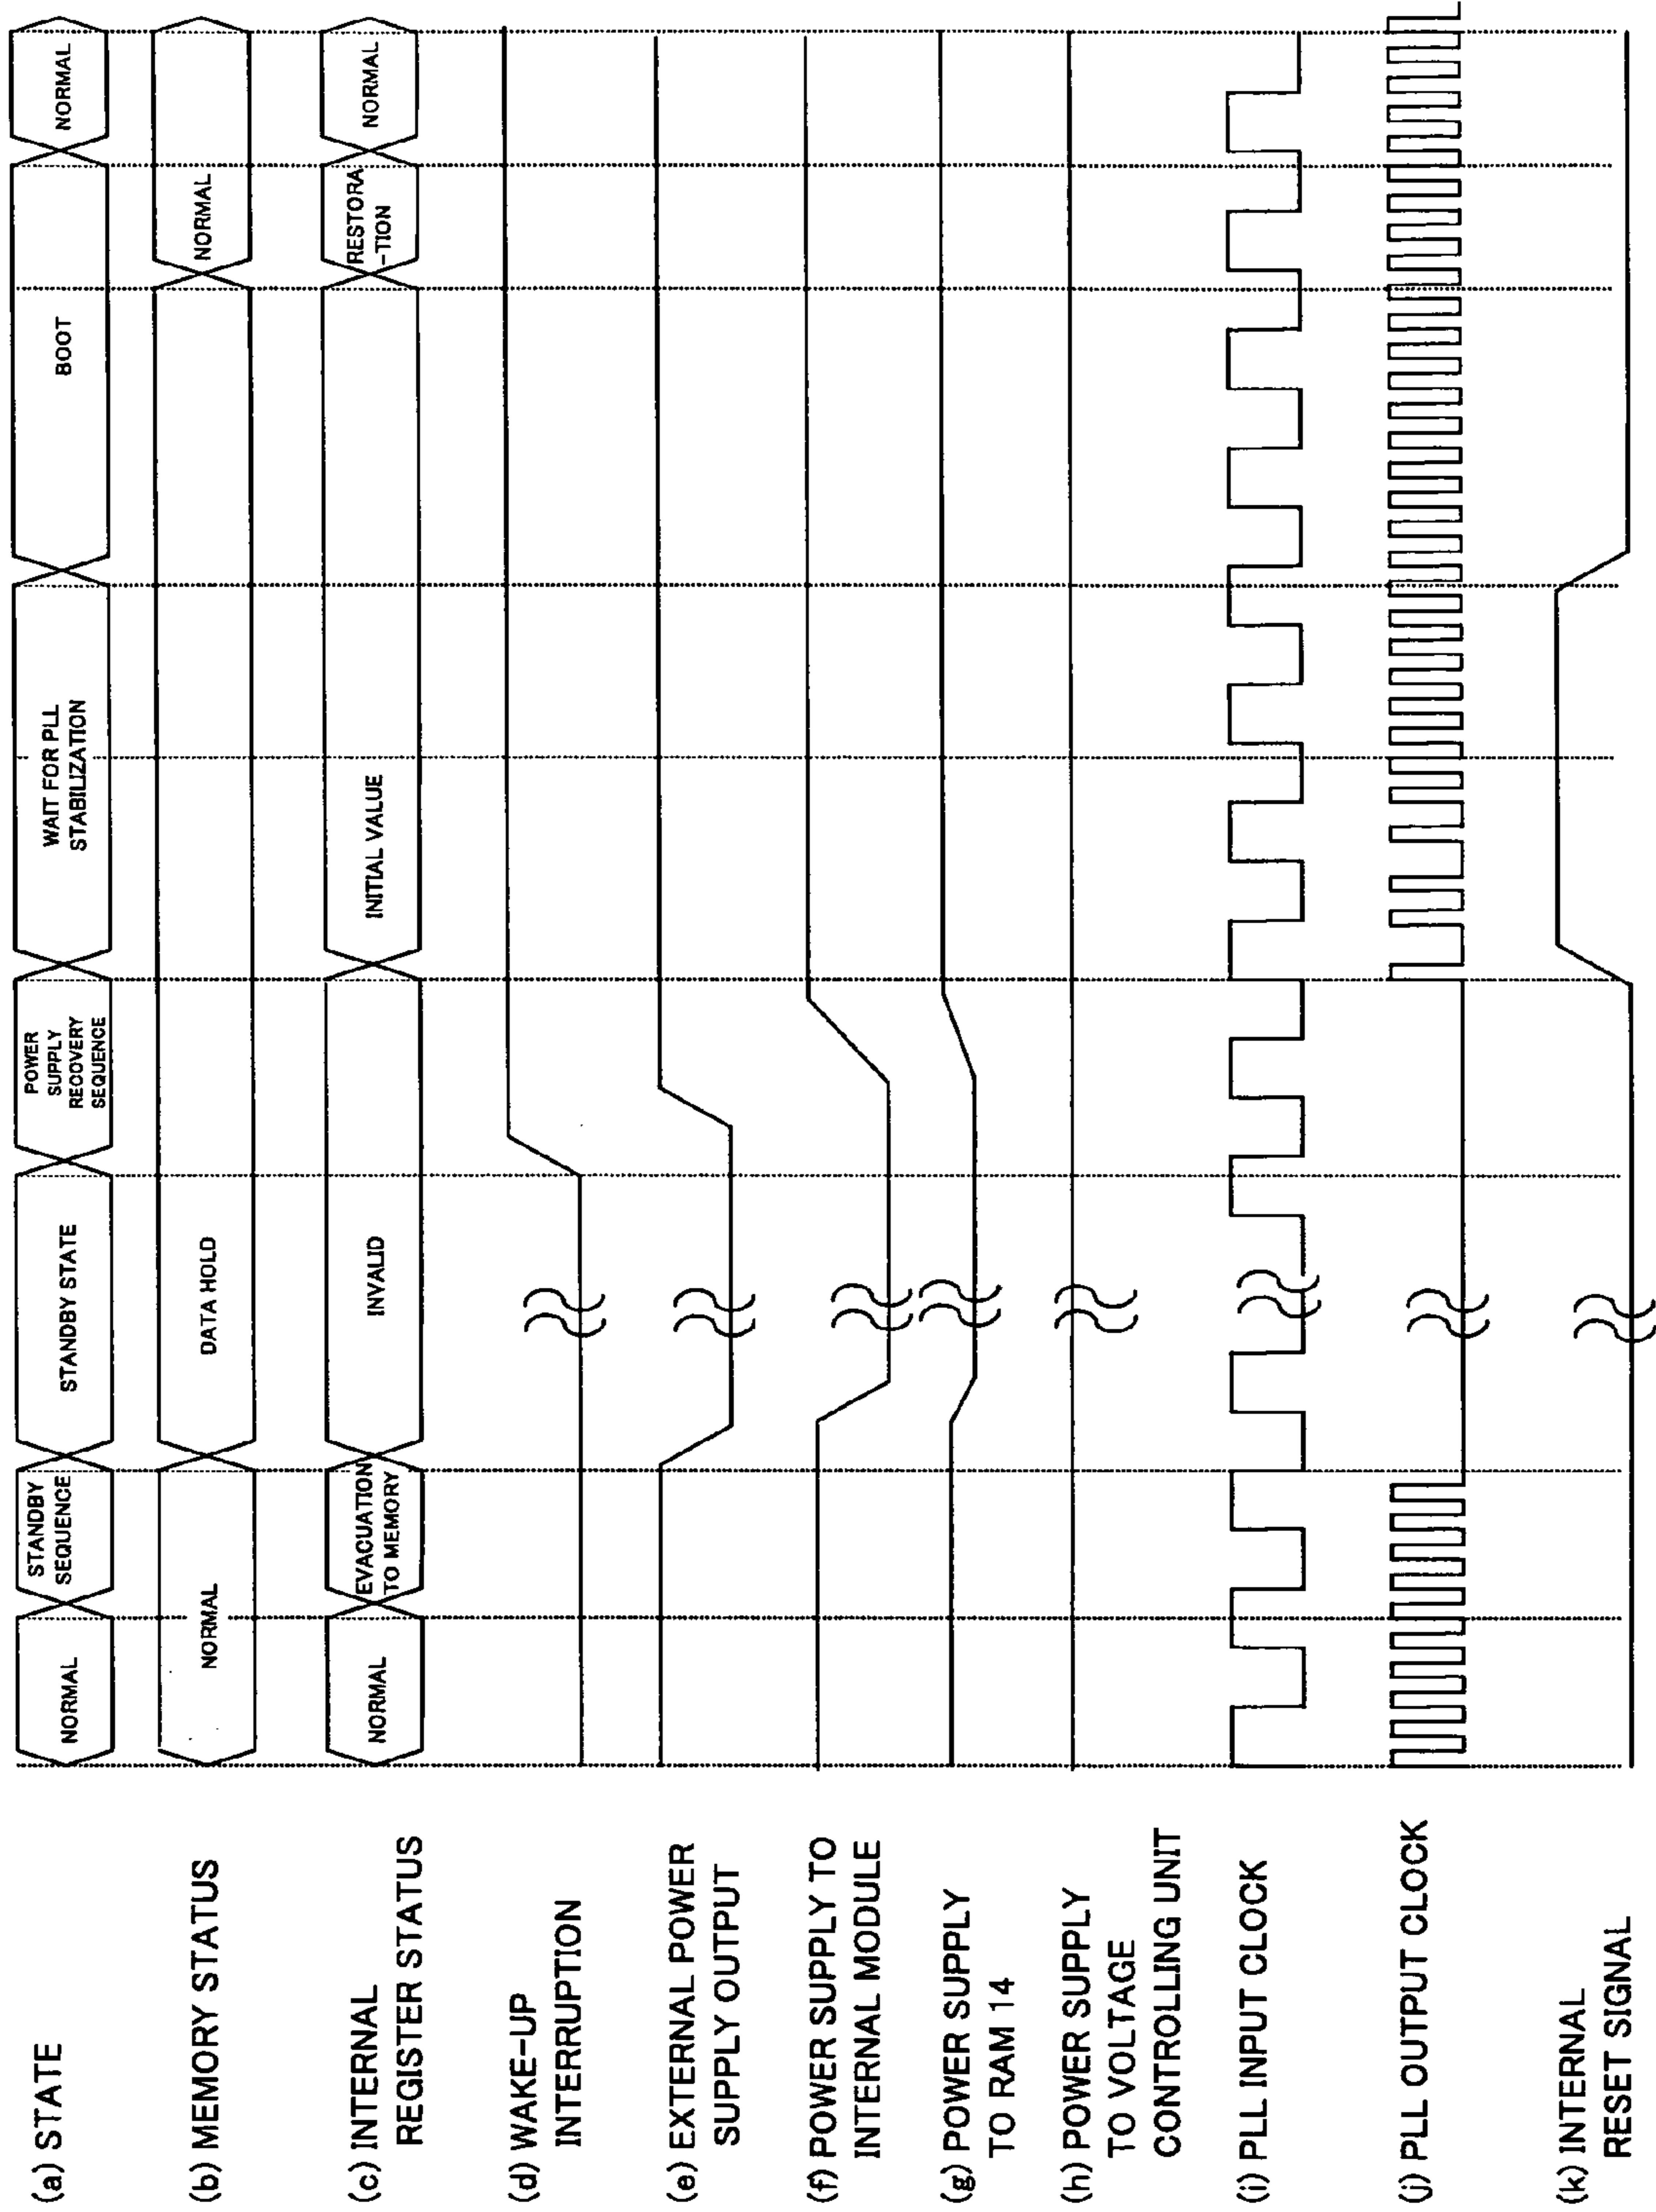 (a) STATE
NORMAL
STANDBY
SEQUENCE
STANDBY STATE
POWER
SUPPLY
RECOVERY
SEQUENCE
WAIT FOR PLL
STABILIZATION
BOOT
NORMAL
(b) MEMORY STATUS
NORMAL
DATA HOLD
NORMAL
(c) INTERNAL
REGISTER STATUS
NORMAL
EVACUATION
TO MEMORY
INVALID
INITIAL VALUE
RESTORA
-TION
NORMAL
(d) WAKE-UP
INTERRUPTION
(e) EXTERNAL POWER
SUPPLY OUTPUT
(f) POWER SUPPLY TO
INTERNAL MODULE
(g) POWER SUPPLY
TO RAM 14
(h) POWER SUPPLY
TO VOLTAGE
CONTROLLING UNIT
(i) PLL INPUT CLOCK
(j) PLL OUTPUT CLOCK
(k) INTERNAL
RESET SIGNAL